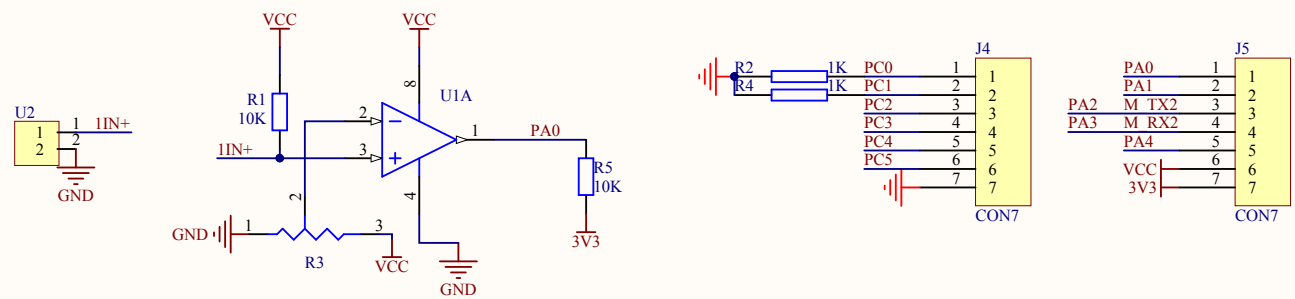 U2
1
2
1
2
1IN+
GND
VCC
R1
10K
1IN+
VCC
8
U1A
2
3
1
PA0
4
R5
10K
3V3
2
GND
1
3
R3
VCC
GND
J4
R2
1K
PC0
1
1
R4
1K
PC1
2
2
PC2
3
3
PC3
4
4
PC4
5
5
PC5
6
6
7
7
CON7
J5
PA0
1
1
PA1
2
2
PA2
M_TX2
3
3
PA3
M_RX2
4
4
PA4
5
5
VCC
6
6
3V3
7
7
CON7